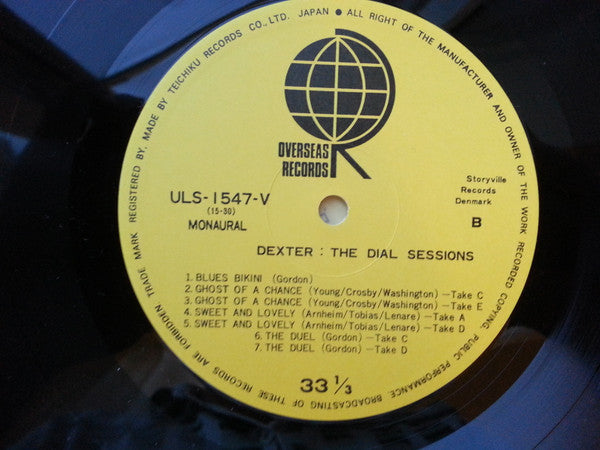 TRADE MARK REGISTERED BY. MADE BY TEICHIKU RECORDS CO., LTD. JAPAN ● ALL RIGHT OF THE MANUFACTURER AND OWNER OF THE WORK RECORDED COPYING. PUBLIC PERFORMANCE BROADCASTING OF THESE RECORDS ARE FORBIDDEN
OVERSEAS
RECORDS
ULS-1547-V
(15-30)
MONAURAL
Storyville
Records
Denmark
B
DEXTER : THE DIAL SESSIONS
1. BLUES BIKINI (Gordon)
2. GHOST OF A CHANCE (Young/Crosby/Washington) —Take C
3. GHOST OF A CHANCE (Young/Crosby/Washington) —Take E
4. SWEET AND LOVELY (Arnheim/Tobias/Lenare) —Take A
5. SWEET AND LOVELY (Arnheim/Tobias/Lenare) —Take D
6. THE DUEL (Gordon) —Take C
7. THE DUEL (Gordon) —Take D
33 1/3